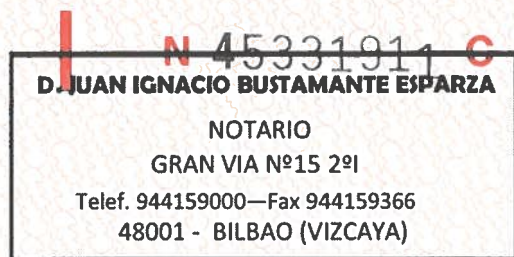 N 45331911 C
D. JUAN IGNACIO BUSTAMANTE ESPARZA
NOTARIO
GRAN VIA Nº15 2ºI
Telef. 944159000—Fax 944159366
48001 - BILBAO (VIZCAYA)